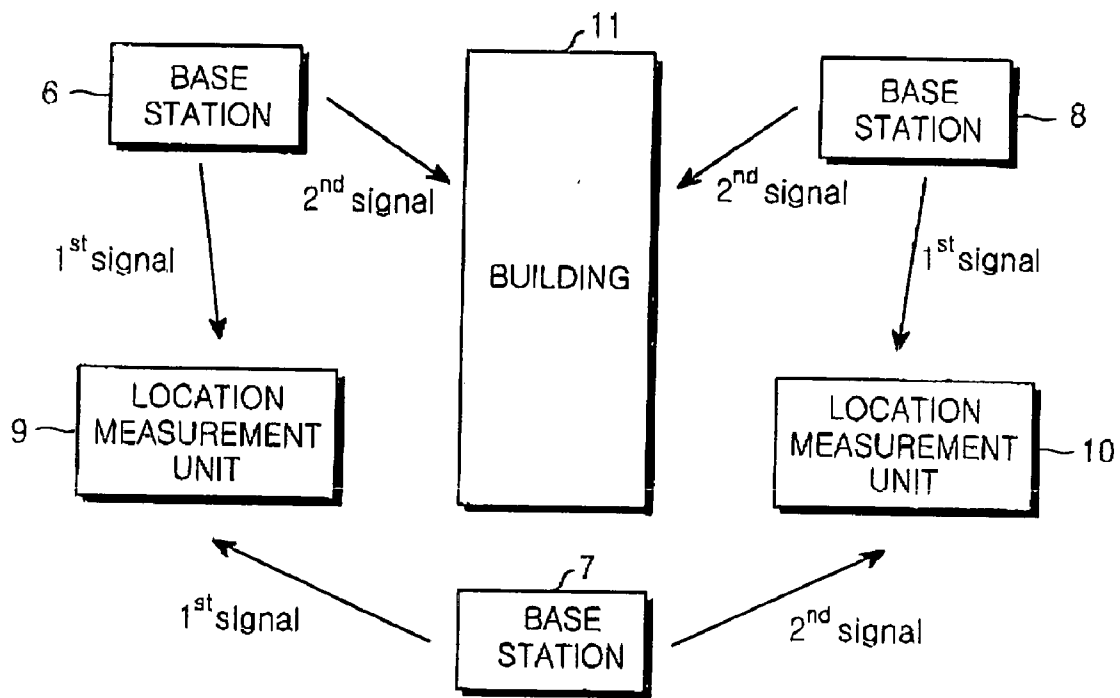 11
6
BASE
STATION
BASE
STATION
8
2nd signal
2nd signal
1st signal
1st signal
BUILDING
9
LOCATION
MEASUREMENT
UNIT
LOCATION
MEASUREMENT
UNIT
10
7
1st signal
BASE
STATION
2nd signal